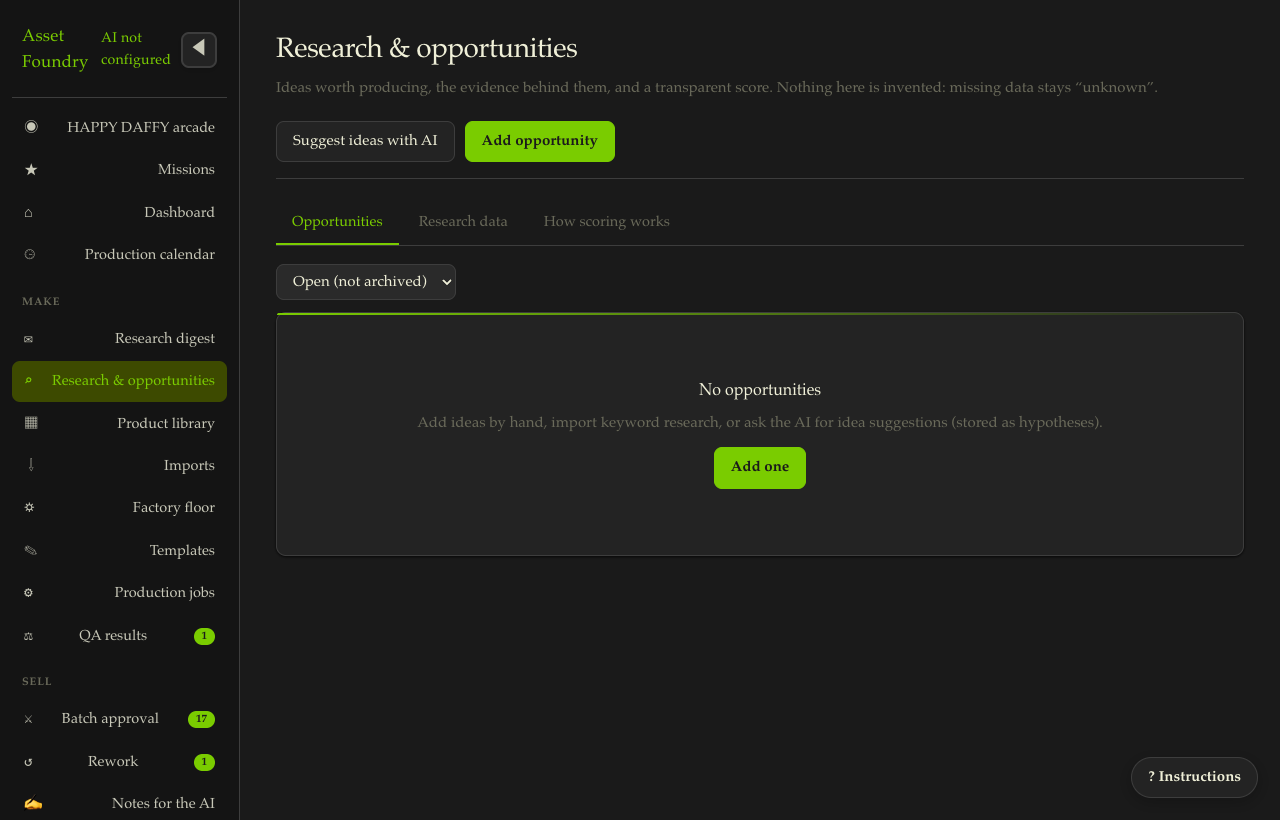 Asset Foundry
AI not configured
HAPPY DAFFY arcade
Missions
Dashboard
Production calendar
MAKE
Research digest
Research & opportunities
Product library
Imports
Factory floor
Templates
Production jobs
QA results 1
SELL
Batch approval 17
Rework 1
Notes for the AI
Research & opportunities
Ideas worth producing, the evidence behind them, and a transparent score. Nothing here is invented: missing data stays “unknown”.
Suggest ideas with AI
Add opportunity
Opportunities
Research data
How scoring works
Open (not archived)
No opportunities
Add ideas by hand, import keyword research, or ask the AI for idea suggestions (stored as hypotheses).
Add one
? Instructions